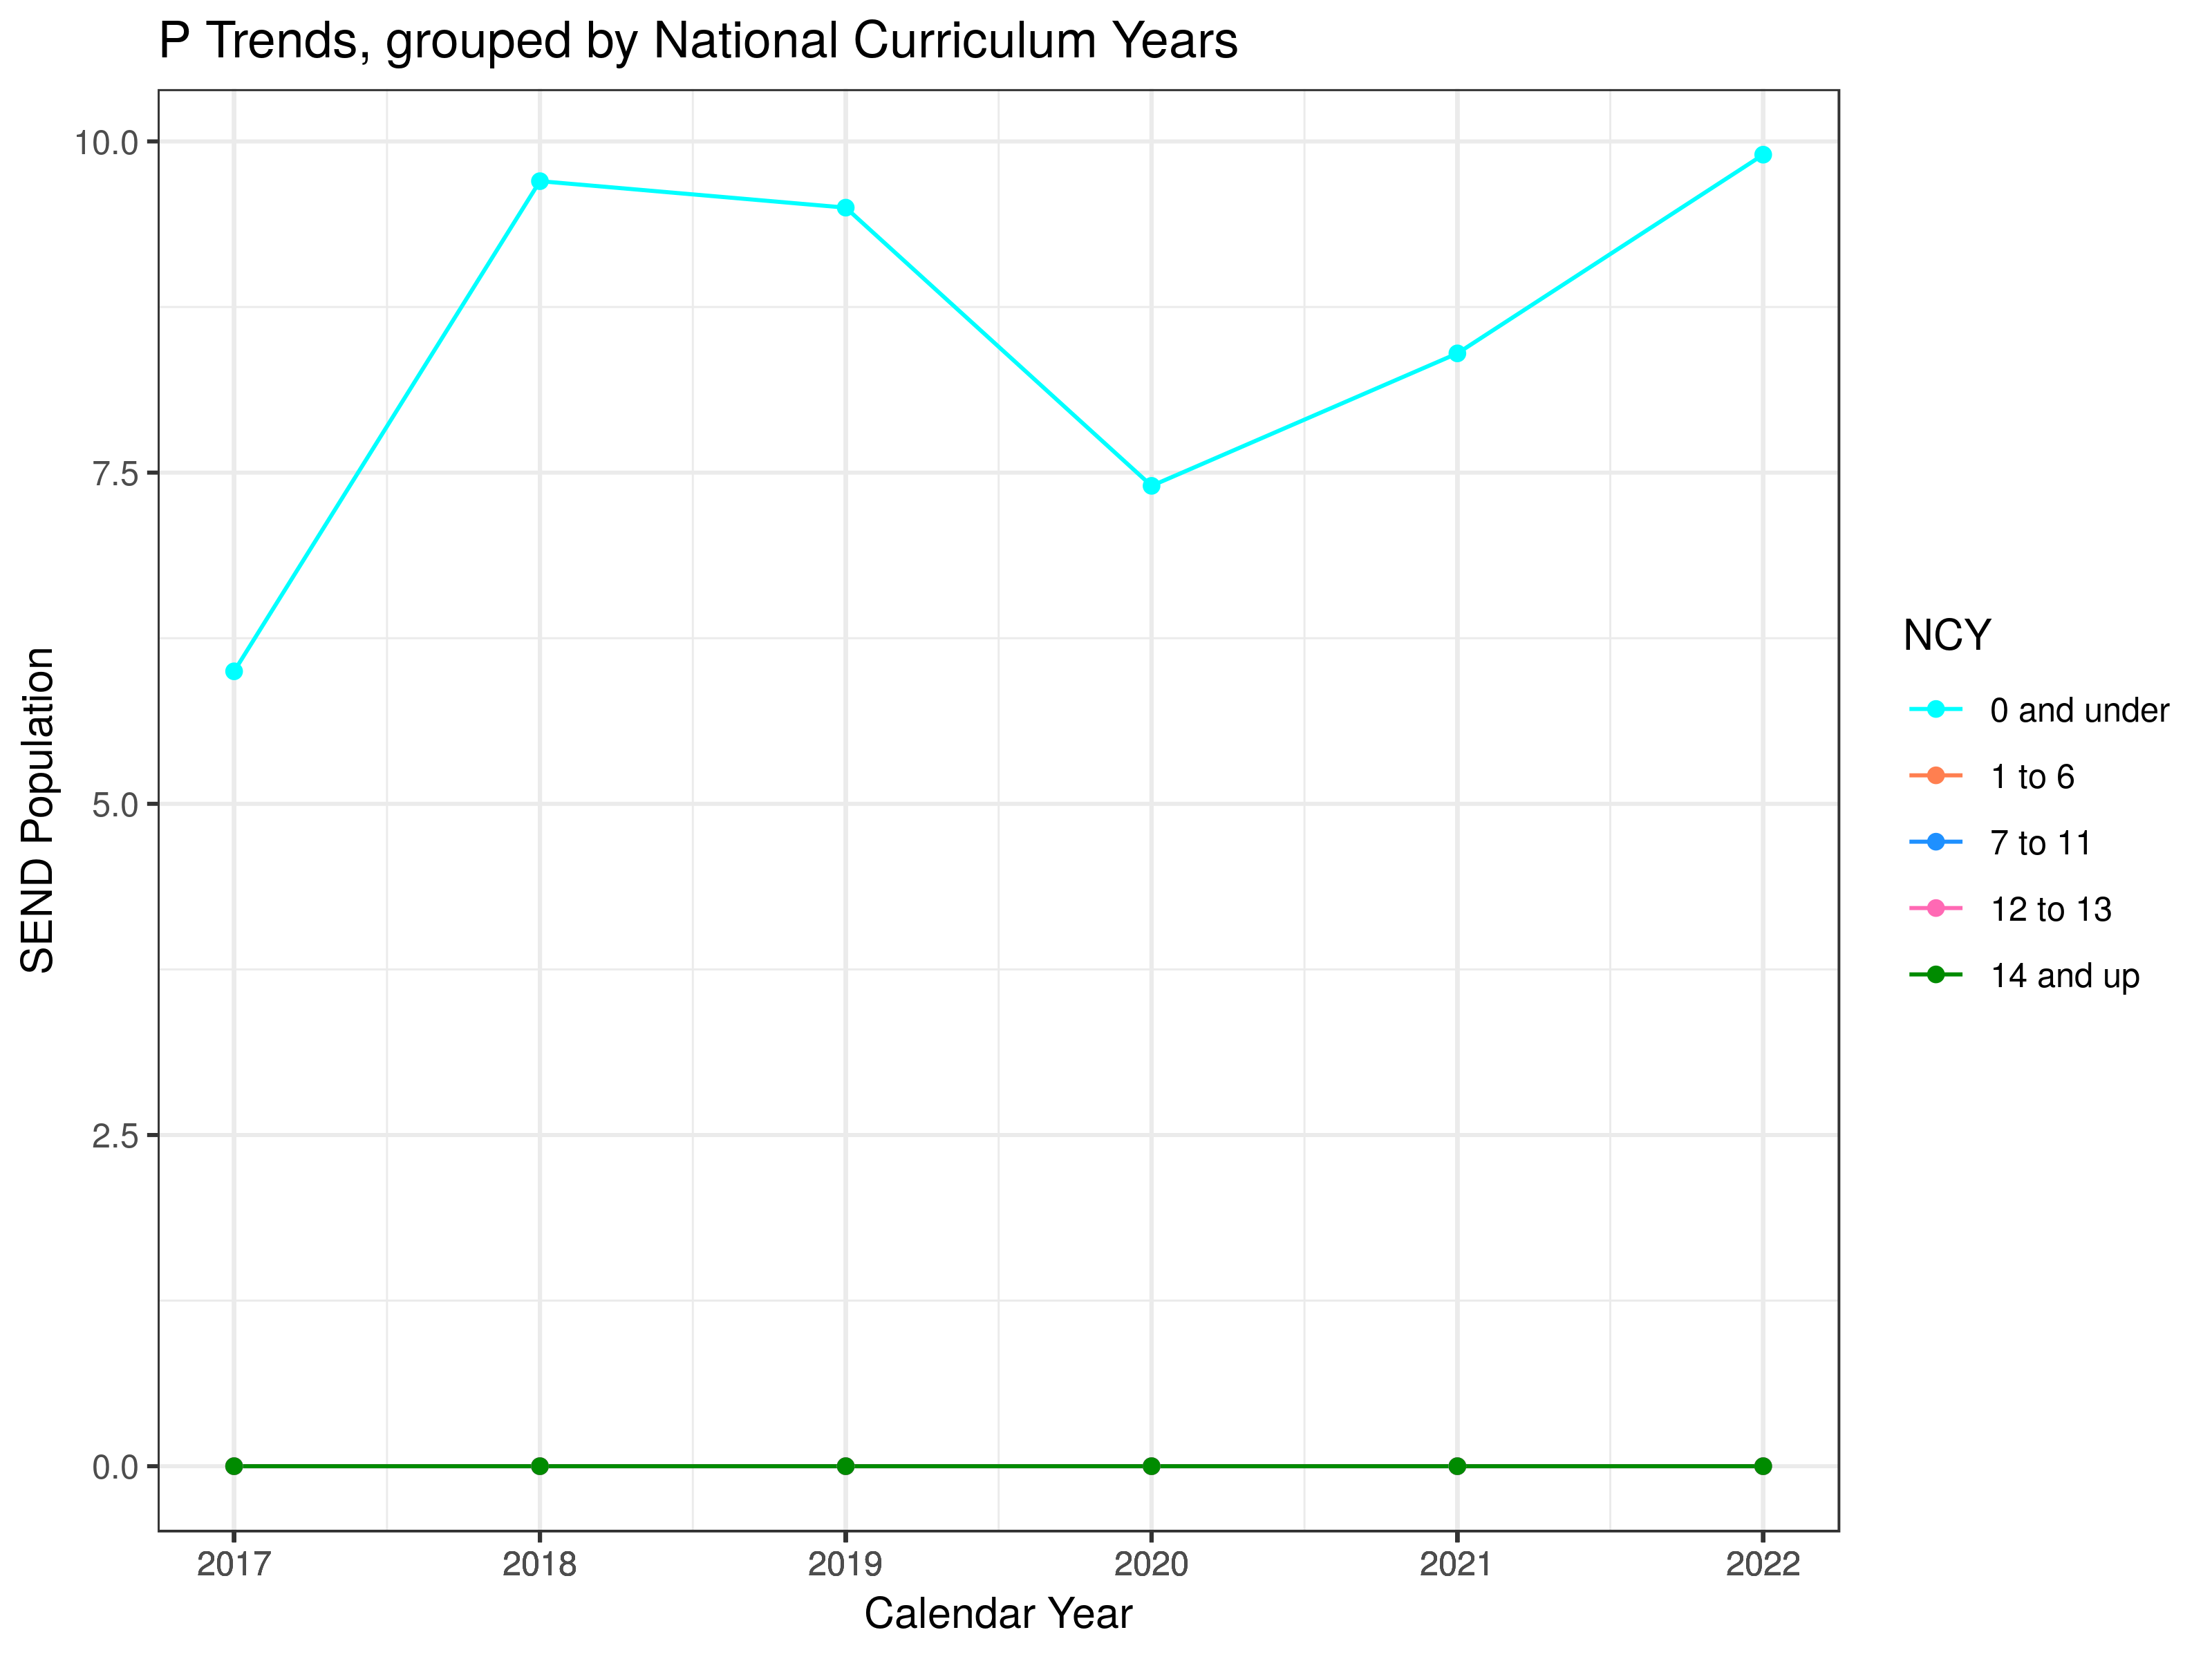 P Trends, grouped by National Curriculum Years
SEND Population
10.0
7.5
5.0
2.5
0.0
2017 2018 2019 2020 2021 2022
Calendar Year
NCY
0 and under
1 to 6
7 to 11
12 to 13
14 and up